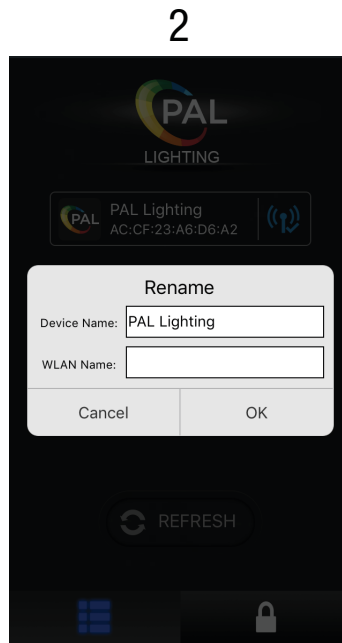 2
PAL
LIGHTING
PAL
PAL Lighting
AC:CF:23:A6:D6:A2
Rename
Device Name: PAL Lighting
WLAN Name:
Cancel OK
REFRESH